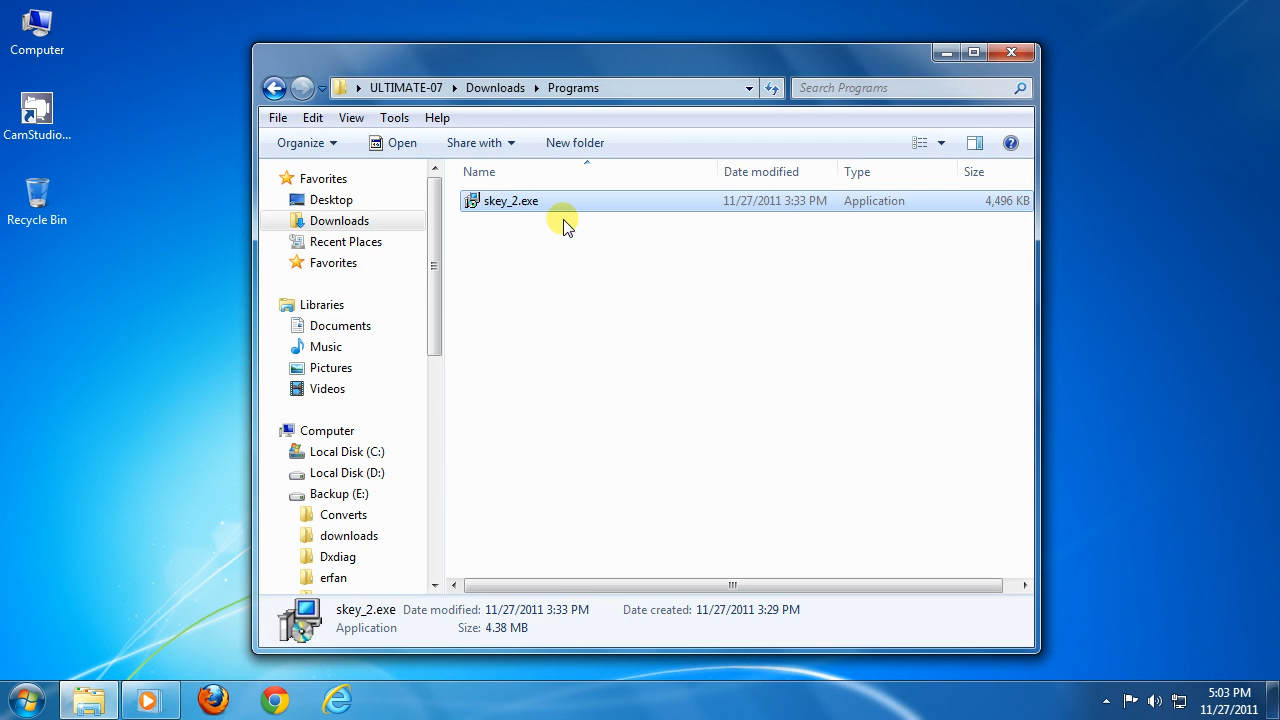 Computer
CamStudio...
Recycle Bin
ULTIMATE-07 Downloads Programs
Search Programs
File Edit View Tools Help
Organize Open Share with New folder
Name Date modified Type Size
skey_2.exe 11/27/2011 3:33 PM Application 4,496 KB
Favorites
Desktop
Downloads
Recent Places
Favorites
Libraries
Documents
Music
Pictures
Videos
Computer
Local Disk (C:)
Local Disk (D:)
Backup (E:)
Converts
downloads
Dxdiag
erfan
skey_2.exe Date modified: 11/27/2011 3:33 PM Date created: 11/27/2011 3:29 PM
Application Size: 4.38 MB
5:03 PM
11/27/2011